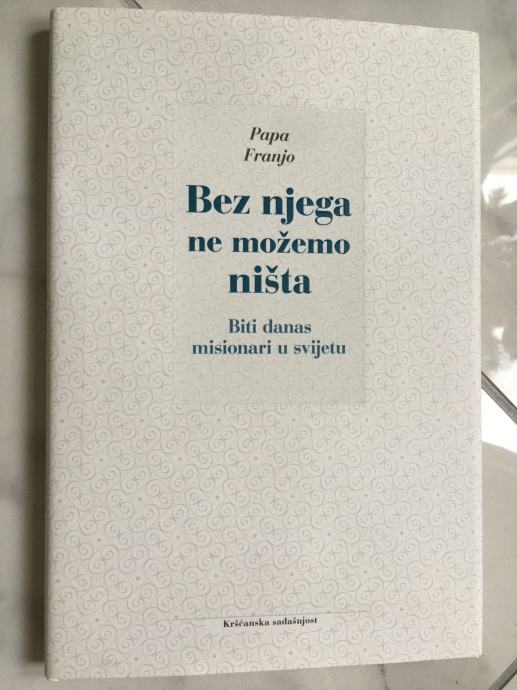 Papa
Franjo
Bez njega
ne možemo
ništa
Biti danas
misionari u svijetu
Kršćanska sadašnjost